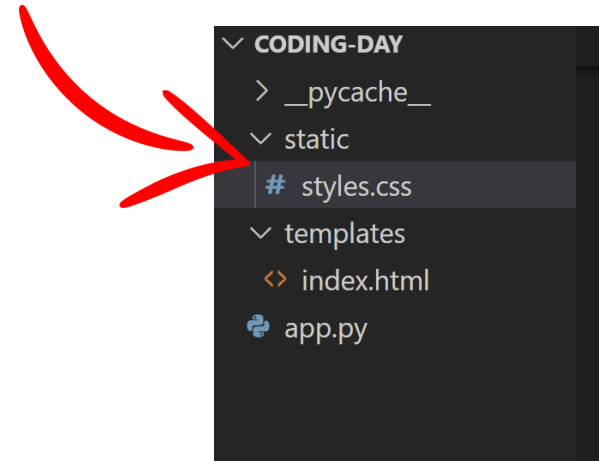 CODING-DAY
__pycache__
static
# styles.css
templates
<> index.html
app.py